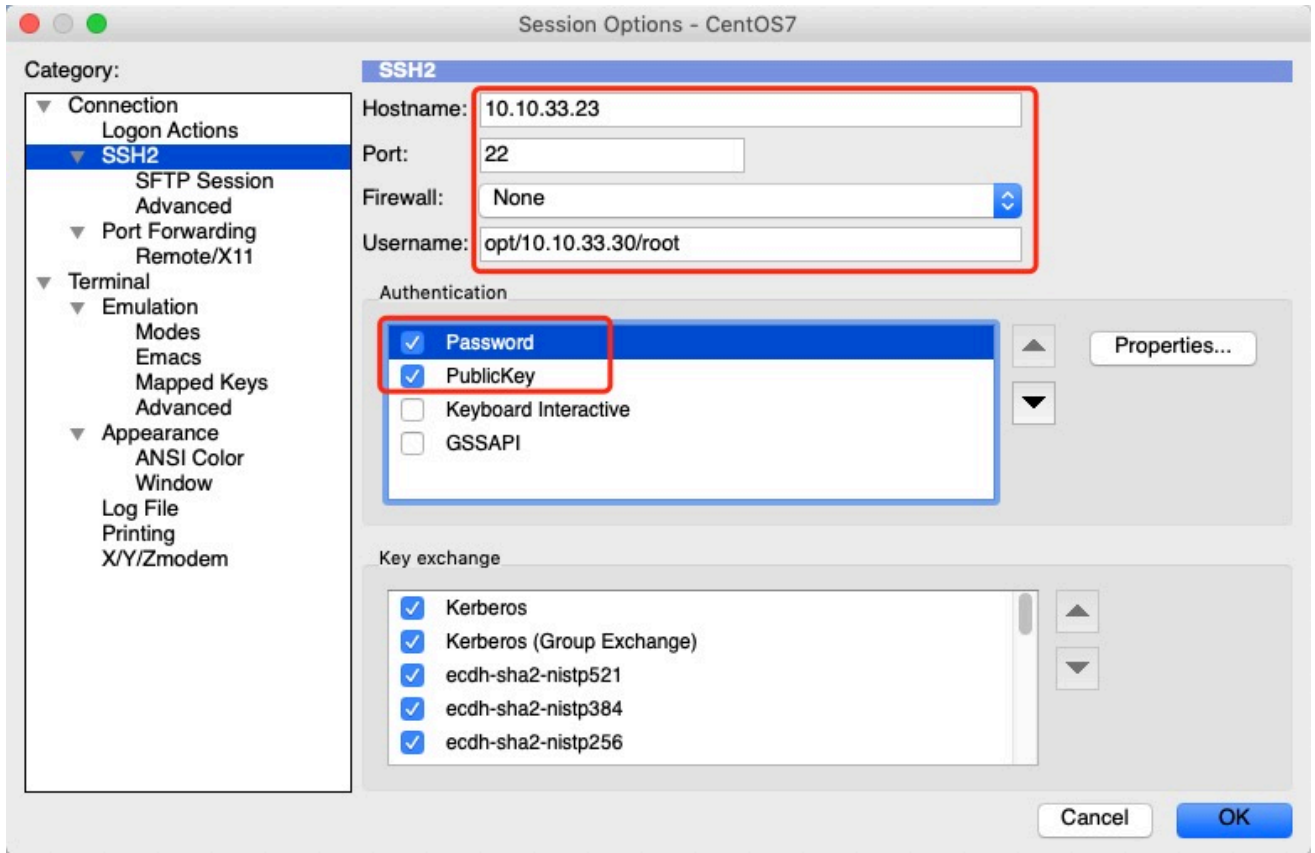 Session Options - CentOS7
Category:
Connection
Logon Actions
SSH2
SFTP Session
Advanced
Port Forwarding
Remote/X11
Terminal
Emulation
Modes
Emacs
Mapped Keys
Advanced
Appearance
ANSI Color
Window
Log File
Printing
X/Y/Zmodem
SSH2
Hostname: 10.10.33.23
Port: 22
Firewall: None
Username: opt/10.10.33.30/root
Authentication
Password
PublicKey
Keyboard Interactive
GSSAPI
Properties...
Key exchange
Kerberos
Kerberos (Group Exchange)
ecdh-sha2-nistp521
ecdh-sha2-nistp384
ecdh-sha2-nistp256
Cancel OK